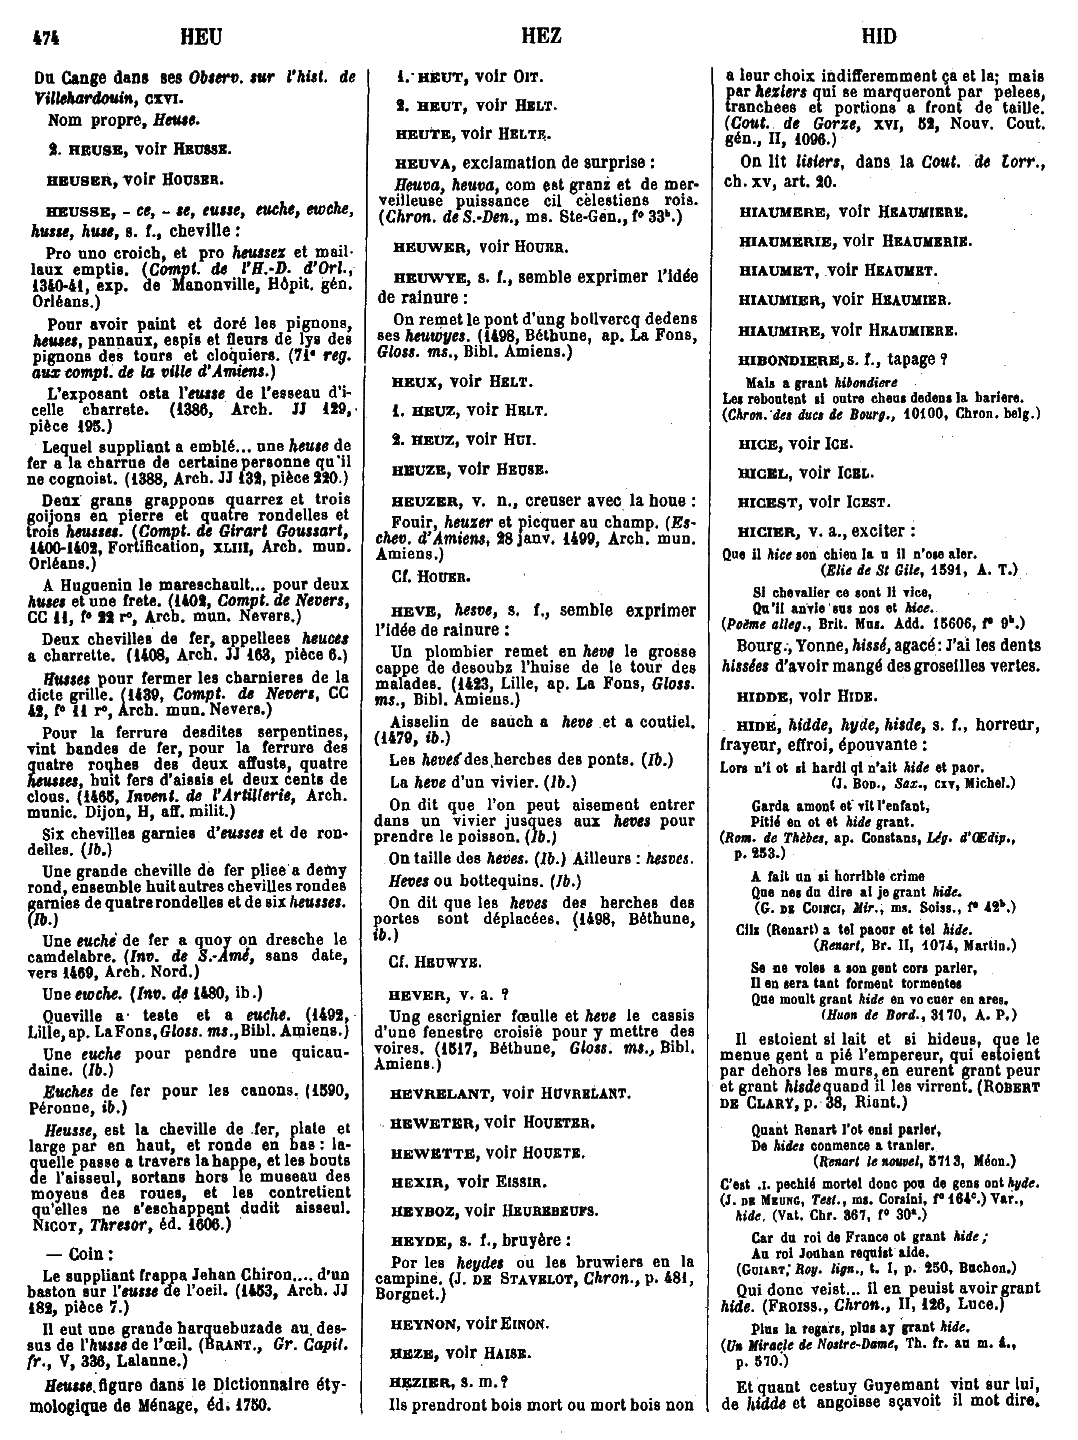 474 HEU HEZ HID
Du Cange dans ses Observ. sur l'hist. de
Villehardouin, CXVI.
Nom propre, Heuse.
2. HEUSE, voir HEUSSE.
HEUSER, voir HOUSER.
HEUSSE, - ce, - se, eusse, euche, ewche,
husse, huse, s. f., cheville :
Pro uno croich, et pro heussez et mail-
laux emptis. (Compt. de l'H.-D. d'Orl.,
1340-41, exp. de Manonville, Hôpit. gén.
Orléans.)
Pour avoir paint et doré les pignons,
heuses, pannaux, espis et fleurs de lys des
pignons des tours et cloquiers. (71e reg.
aux compt. de la ville d'Amiens.)
L'exposant osta l'eusse de l'esseau d'i-
celle charrete. (1386, Arch. JJ 129,
pièce 195.)
Lequel suppliant a emblé... une heuse de
fer a la charrue de certaine personne qu'il
ne cognoist. (1388, Arch. JJ 132, pièce 220.)
Deux grans grappons quarrez et trois
goijons en pierre et quatre rondelles et
trois heusses. (Compt. de Girart Goussart,
1400-1402, Fortification, XLIII, Arch. mun.
Orléans.)
A Huguenin le mareschault... pour deux
huses et une frete. (1402, Compt. de Nevers,
CC 11, f° 22 r°, Arch. mun. Nevers.)
Deux chevilles de fer, appellees heuces
a charrette. (1408, Arch. JJ 163, pièce 6.)
Husses pour fermer les charnieres de la
dicte grille. (1439, Compt. de Nevers, CC
42, f° 11 r°, Arch. mun. Nevers.)
Pour la ferrure desdites serpentines,
vint bandes de fer, pour la ferrure des
quatre roqhes des deux affusts, quatre
heusses, huit fers d'aissis et deux cents de
clous. (1465, Invent. de l'Artillerie, Arch.
munic. Dijon, H, aff. milit.)
Six chevilles garnies d'eusses et de ron-
delles. (Ib.)
Une grande cheville de fer pliee a demy
rond, ensemble huit autres chevilles rondes
garnies de quatre rondelles et de six heusses.
(Ib.)
Une euche de fer a quoy on dresche le
camdelabre. (Inv. de S.-Amé, sans date,
vers 1469, Arch. Nord.)
Une ewche. (Inv. de 1480, ib.)
Queville a teste et a euche. (1492,
Lille, ap. La Fons, Gloss. ms., Bibl. Amiens.)
Une euche pour pendre une quicau-
daine. (Ib.)
Euches de fer pour les canons. (1590,
Péronne, ib.)
Heusse, est la cheville de fer, plate et
large par en haut, et ronde en bas : la-
quelle passe a travers la happe, et les bouts
de l'aisseul, sortans hors le museau des
moyeus des roues, et les contretient
qu'elles ne s'eschappent dudit aisseul.
NICOT, Thresor, éd. 1606.)
— Coin :
Le suppliant frappa Jehan Chiron.... d'un
baston sur l'eusse de l'oeil. (1453, Arch. JJ
182, pièce 7.)
Il eut une grande harquebuzade au des-
sus de l'husse de l'œil. (BRANT., Gr. Capit.
fr., V, 336, Lalanne.)
Heusse figure dans le Dictionnaire éty-
mologique de Ménage, éd. 1750.
1. HEUT, voir OIT.
2. HEUT, voir HELT.
HEUTE, voir HELTE.
HEUVA, exclamation de surprise :
Heuva, heuva, com est granz et de mer-
veilleuse puissance cil celestiens rois.
(Chron. de S.-Den., ms. Ste-Gen., f° 33b.)
HEUWER, voir HOUER.
HEUWYE, s. f., semble exprimer l'idée
de rainure :
On remet le pont d'ung bollvercq dedens
ses heuwyes. (1498, Béthune, ap. La Fons,
Gloss. ms., Bibl. Amiens.)
HEUX, voir HELT.
1. HEUZ, voir HELT.
2. HEUZ, voir HUI.
HEUZE, voir HEUSE.
HEUZER, v. n., creuser avec la houe :
Fouir, heuzer et picquer au champ. (Es-
chev. d'Amiens, 28 janv. 1499, Arch. mun.
Amiens.)
Cf. HOUER.
HEVE, hesve, s. f., semble exprimer
l'idée de rainure :
Un plombier remet en heve le grosse
cappe de desoubz l'huise de le tour des
malades. (1423, Lille, ap. La Fons, Gloss.
ms., Bibl. Amiens.)
Aisselin de sauch a heve et a coutiel.
(1479, ib.)
Les heves des herches des ponts. (Ib.)
La heve d'un vivier. (Ib.)
On dit que l'on peut aisement entrer
dans un vivier jusques aux heves pour
prendre le poisson. (Ib.)
On taille des heves. (Ib.) Ailleurs : hesves.
Heves ou bottequins. (Ib.)
On dit que les heves des herches des
portes sont déplacées. (1498, Béthune,
ib.)
Cf. HEUWYE.
HEVER, v. a. ?
Ung escrignier fœulle et heve le cassis
d'une fenestre croisie pour y mettre des
voires. (1517, Béthune, Gloss. ms., Bibl.
Amiens.)
HEVRELANT, voir HUVRELANT.
HEWETER, voir HOUETER.
HEWETTE, voir HOUETE.
HEXIR, voir EISSIR.
HEYBOZ, voir HEUREBEUFS.
HEYDE, s. f., bruyère :
Por les heydes ou les bruwiers en la
campine. (J. DE STAVELOT, Chron., p. 481,
Borgnet.)
HEYNON, voir EINON.
HEZE, voir HAISE.
HEZIER, s. m. ?
Ils prendront bois mort ou mort bois non
a leur choix indifferemment ça et la; mais
par heziers qui se marqueront par pelees,
tranchees et portions a front de taille.
(Cout. de Gorze, XVI, 52, Nouv. Cout.
gén., II, 1096.)
On lit lisiers, dans la Cout. de Lorr.,
ch. XV, art. 20.
HIAUMERE, voir HEAUMIERE.
HIAUMERIE, voir HEAUMERIE.
HIAUMET, voir HEAUMET.
HIAUMIER, voir HEAUMIER.
HIAUMIRE, voir HEAUMIERE.
HIBONDIERE, s. f., tapage ?
Mais a grant hibondiere
Les reboutent si outre cheus dedens la bariere.
(Chron. des ducs de Bourg., 10100, Chron. belg.)
HICE, voir ICE.
HICEL, voir ICEL.
HICEST, voir ICEST.
HICIER, v. a., exciter :
Que il hice son chien la u il n'ose aler.
(Elie de St Gile, 1591, A. T.)
Si chevalier ce sont li vice,
Qu'il anvie sus nos et hice.
(Poème alleg., Brit. Mus. Add. 15606, f° 9b.)
Bourg., Yonne, hissé, agacé : J'ai les dents
hissées d'avoir mangé des groseilles vertes.
HIDDE, voir HIDE.
HIDE, hidde, hyde, hisde, s. f., horreur,
frayeur, effroi, épouvante :
Lors n'i ot si hardi qi n'ait hide et paor.
(J. BOD., Sax., CXV, Michel.)
Garda amont et vit l'enfant,
Pitié en ot et hide grant.
(Rom. de Thèbes, ap. Constans, Lég. d'Œdip.,
p. 253.)
A fait un si horrible crime
Que nes du dire ai je grant hide.
(G. DE COINCI, Mir., ms. Soiss., f° 42b.)
Cilz (Renart) a tel paour et tel hide.
(Renart, Br. II, 1074, Martin.)
Se ne voles a son gent cors parler,
Il en sera tant forment tormentes
Que moult grant hide en vo cuer en ares.
(Huon de Bord., 3170, A. P.)
Il estoient si lait et si hideus, que le
menue gent a pié l'empereur, qui estoient
par dehors les murs, en eurent grant peur
et grant hisde quand il les virrent. (ROBERT
DE CLARY, p. 38, Riant.)
Quant Renart l'ot ensi parler,
De hides conmence a tranler.
(Renart le nouvel, 5713, Méon.)
C'est .I. pechié mortel donc pou de gens ont hyde.
(J. DE MEUNG, Test., ms. Corsini, f° 164c.) Var.,
hide. (Vat. Chr. 367, f° 30a.)
Car du roi de France ot grant hide ;
Au roi Jouhan requist aide.
(GUIART, Roy. lign., t. I, p. 250, Buchon.)
Qui donc veist... il en peuist avoir grant
hide. (FROISS., Chron., II, 126, Luce.)
Plus la regars, plus ay grant hide.
(Un Miracle de Nostre-Dame, Th. fr. au m. â.,
p. 570.)
Et quant cestuy Guyemant vint sur lui,
de hidde et angoisse sçavoit il mot dire.